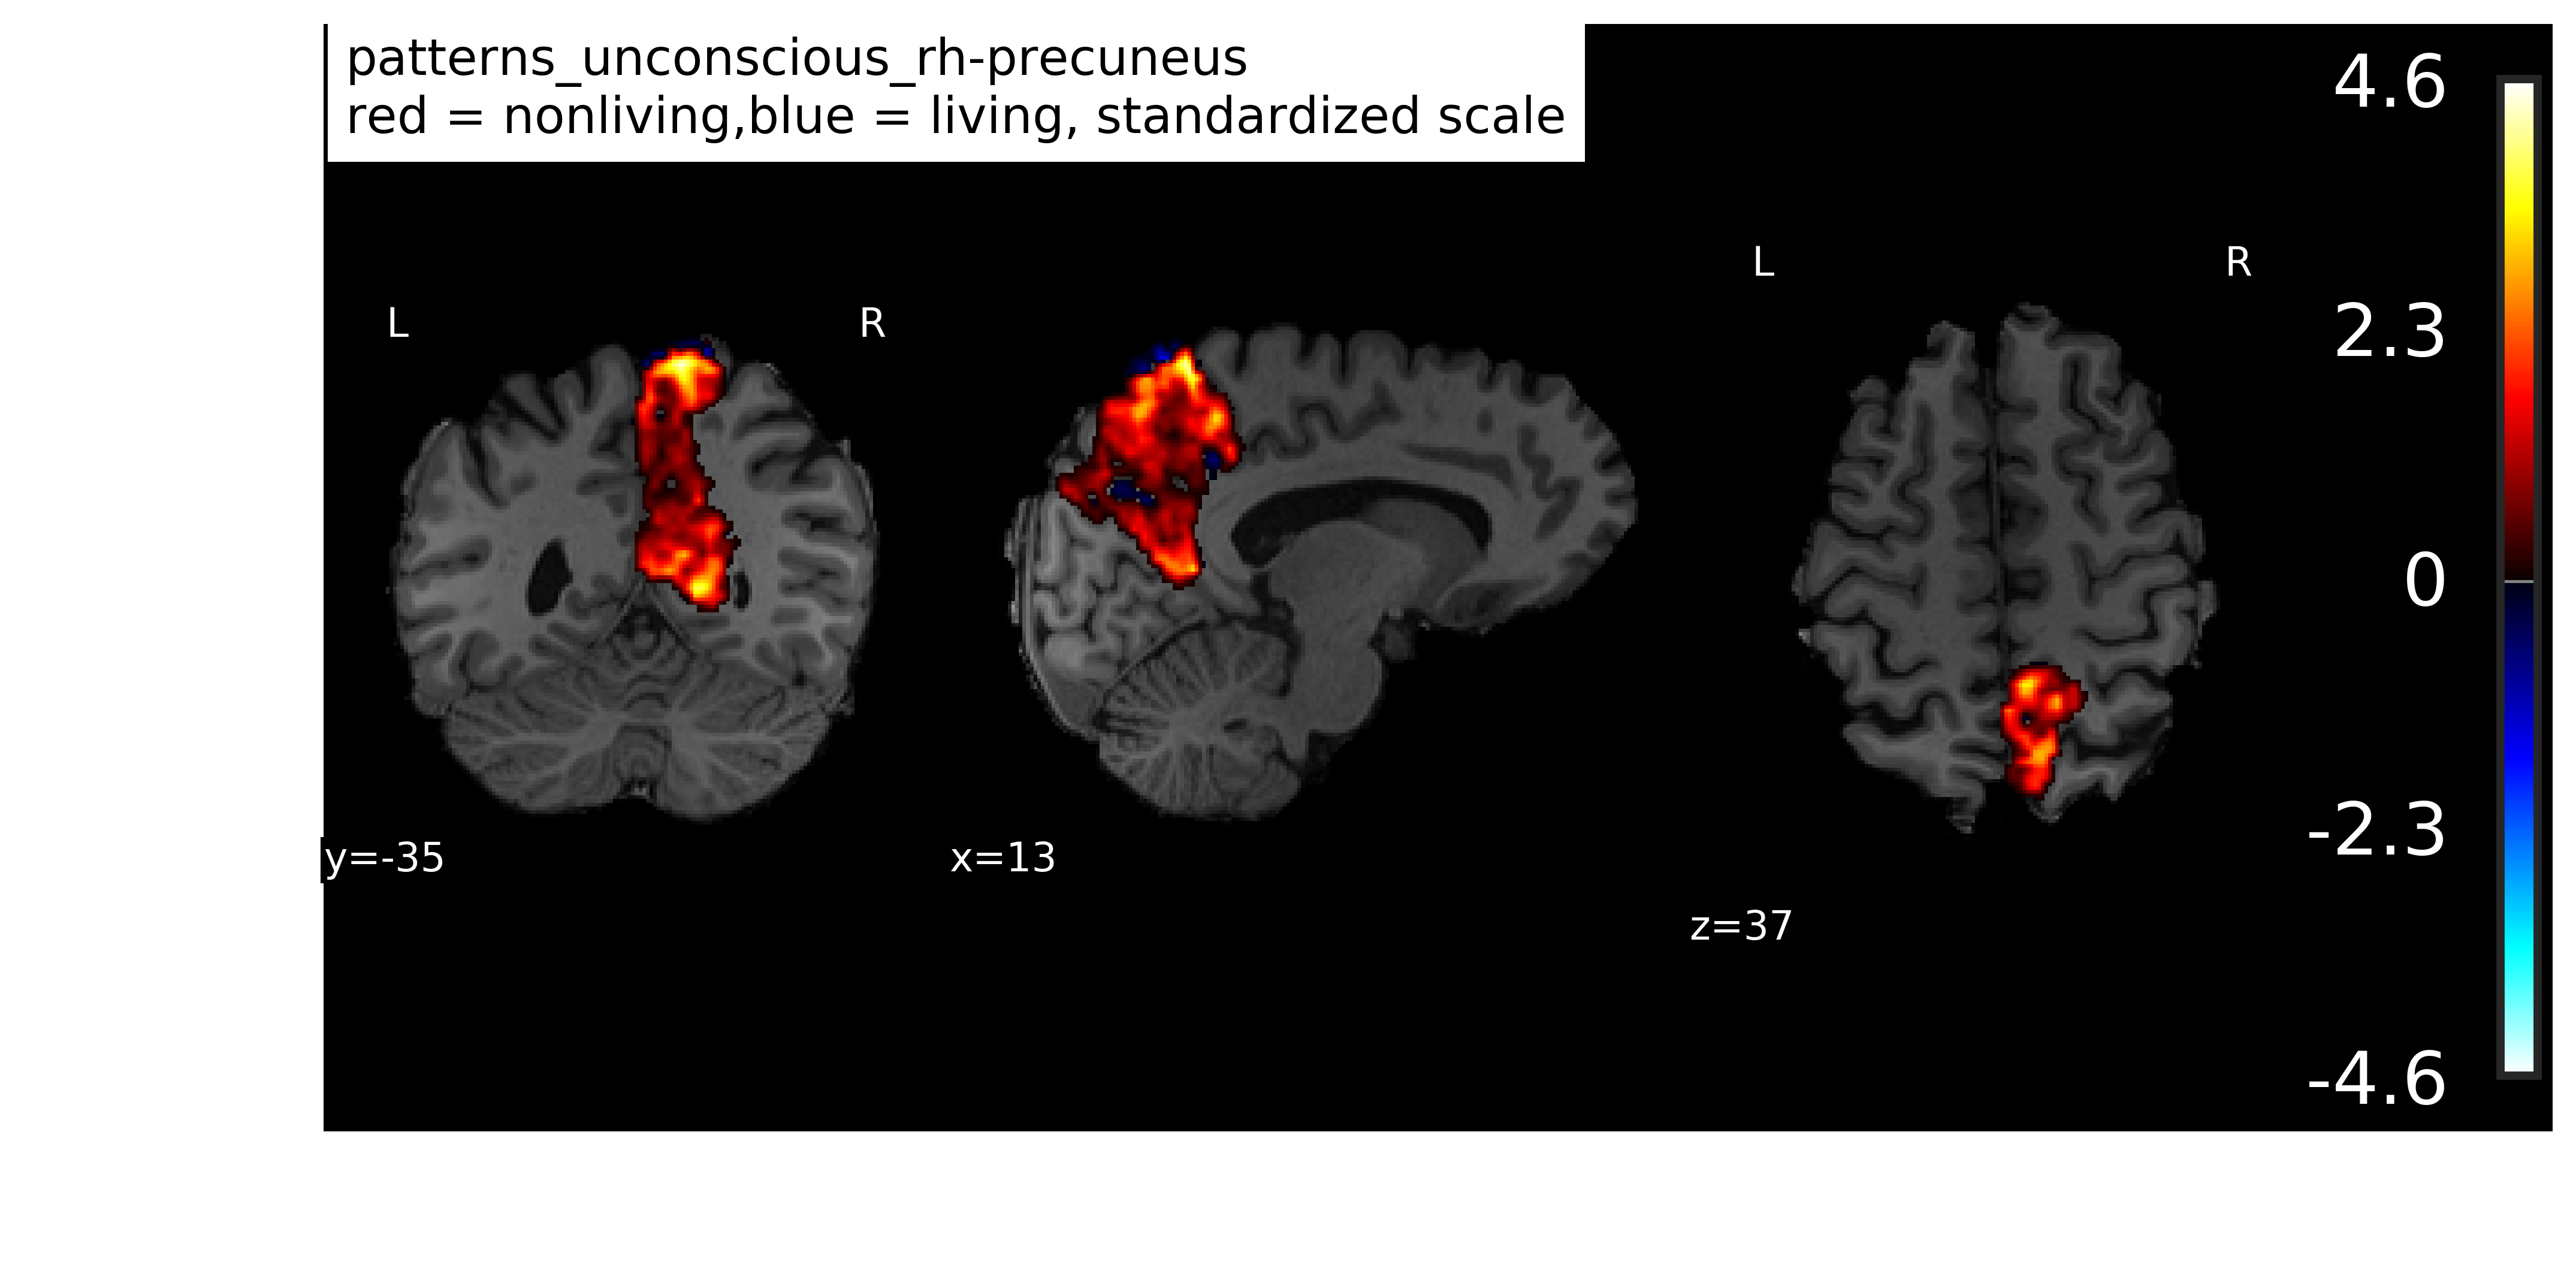 patterns_unconscious_rh-precuneus
red = nonliving,blue = living, standardized scale
4.6
2.3
0
-2.3
-4.6
L R
L R
y=-35
x=13
z=37